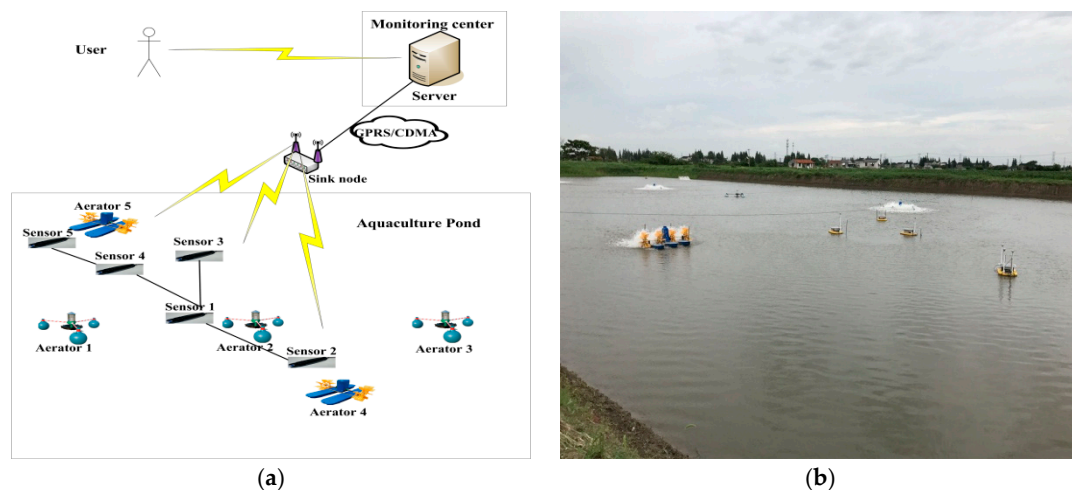 Monitoring center
User
Server
GPRS/CDMA
Sink node
Aerator 5
Aquaculture Pond
Sensor 5
Sensor 3
Sensor 4
Sensor 1
Aerator 1
Aerator 2
Aerator 3
Sensor 2
Aerator 4
(a)
(b)